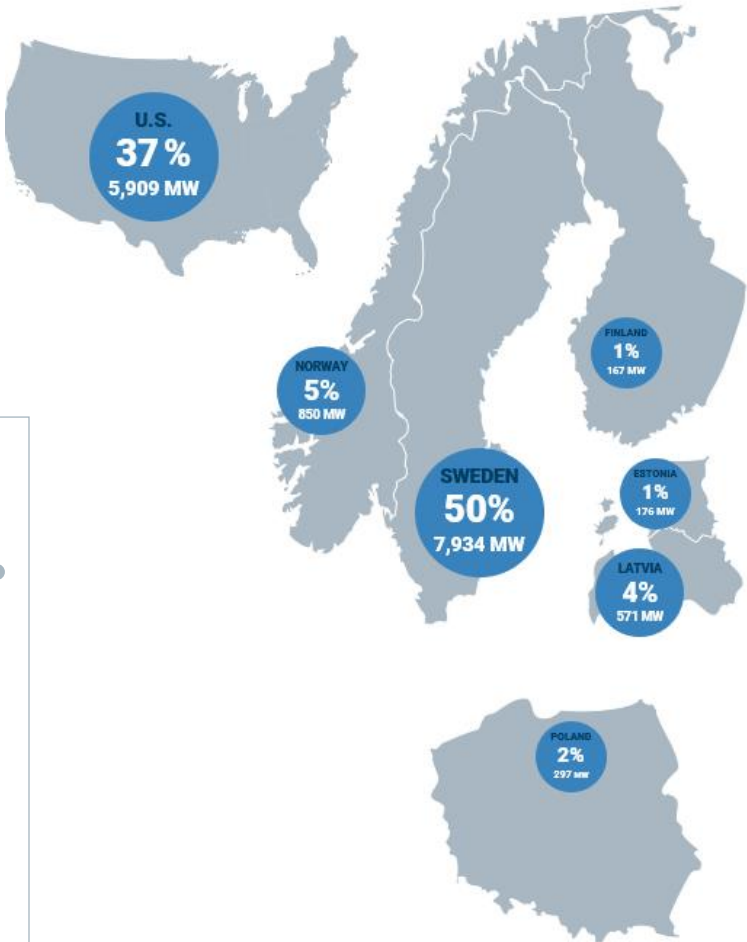 U.S.
37%
5,909 MW
NORWAY
5%
850 MW
FINLAND
1%
167 MW
SWEDEN
50%
7,934 MW
ESTONIA
1%
176 MW
LATVIA
4%
571 MW
POLAND
2%
297 MW